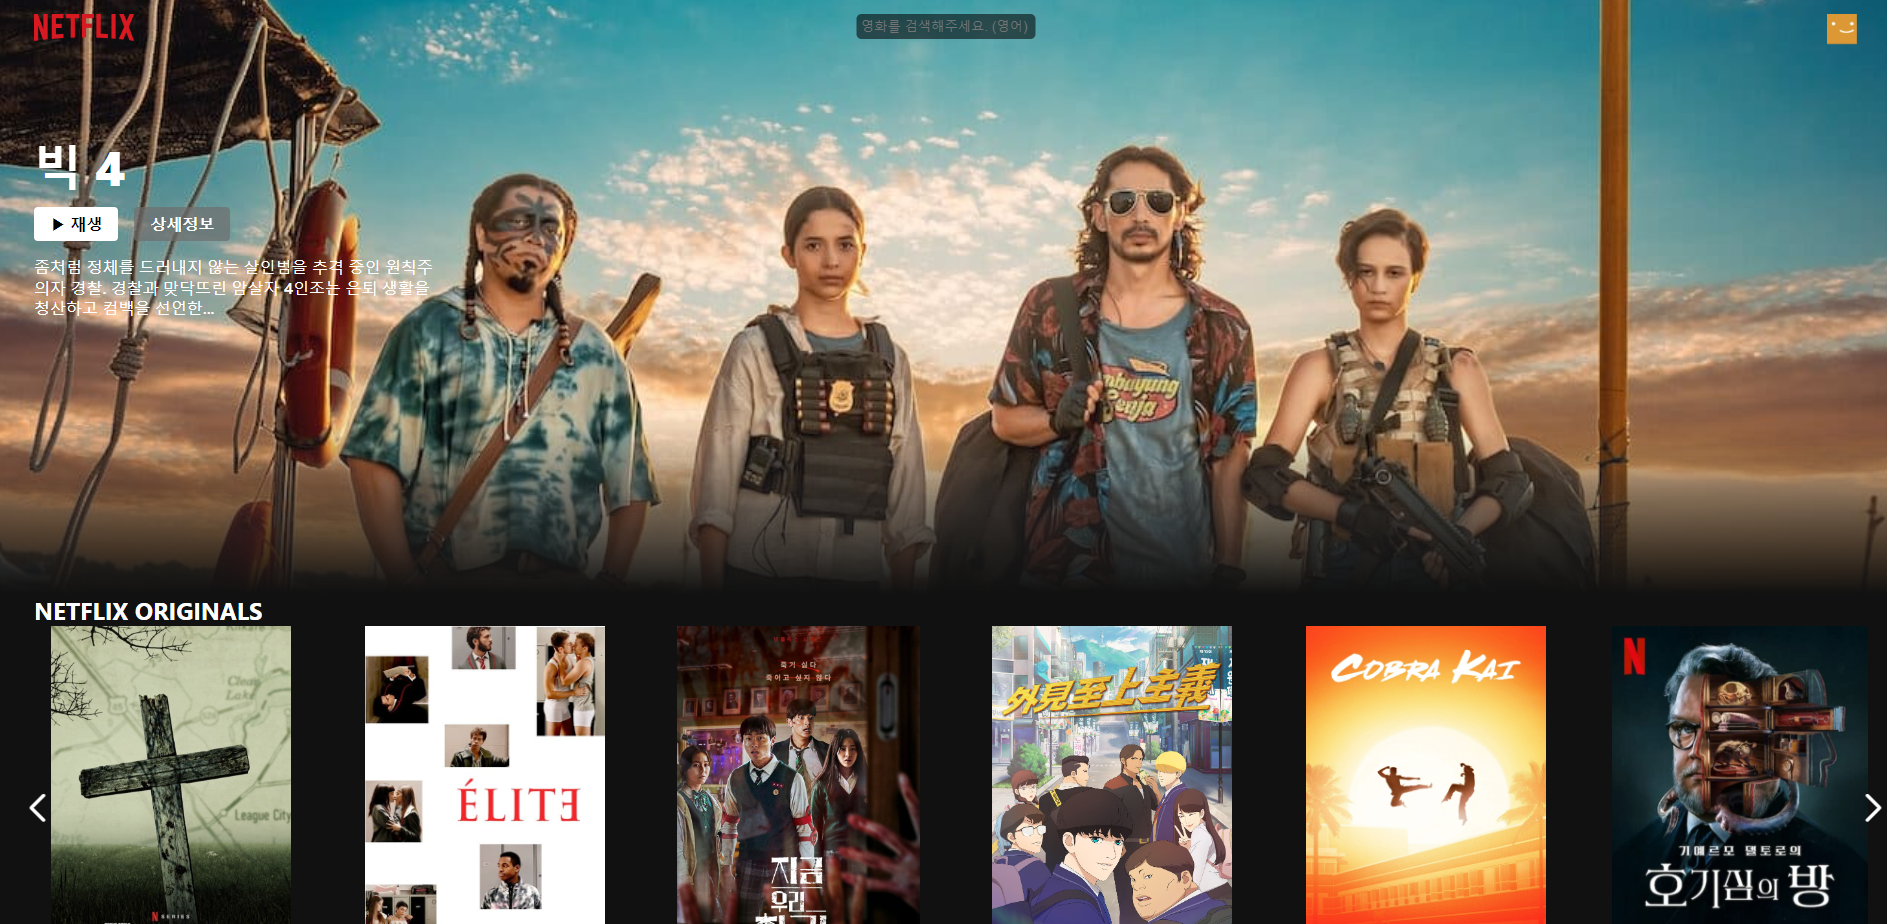 NETFLIX
영화를 검색해주세요. (영어)
빅 4
▶ 재생
상세정보
좀처럼 정체를 드러내지 않는 살인범을 추격 중인 원칙주
의자 경찰. 경찰과 맞닥뜨린 암살자 4인조는 은퇴 생활을
청산하고 컴백을 선언한...
NETFLIX ORIGINALS
Clear
Lake
League City
N SERIES
ÉLITE
죽기 싫다
죽이고 싶지 않다
지금
우리
外見至上主義
COBRA KAI
N
기예르모 델토로의
호기심의 방